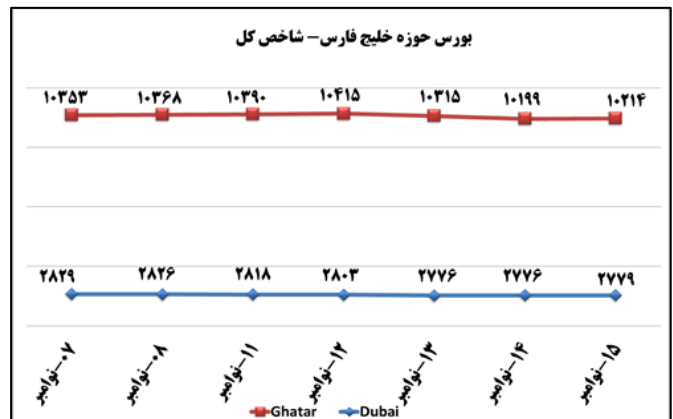 بورس حوزه خلیج فارس– شاخص کل
۱۰۳۵۳ ۱۰۳۶۸ ۱۰۳۹۰ ۱۰۴۱۵ ۱۰۳۱۵ ۱۰۱۹۹ ۱۰۲۱۴
۲۸۲۹ ۲۸۲۶ ۲۸۱۸ ۲۸۰۳ ۲۷۷۶ ۲۷۷۶ ۲۷۷۹
۰۷–نوامبر ۰۸–نوامبر ۱۱–نوامبر ۱۲–نوامبر ۱۳–نوامبر ۱۴–نوامبر ۱۵–نوامبر
Ghatar Dubai